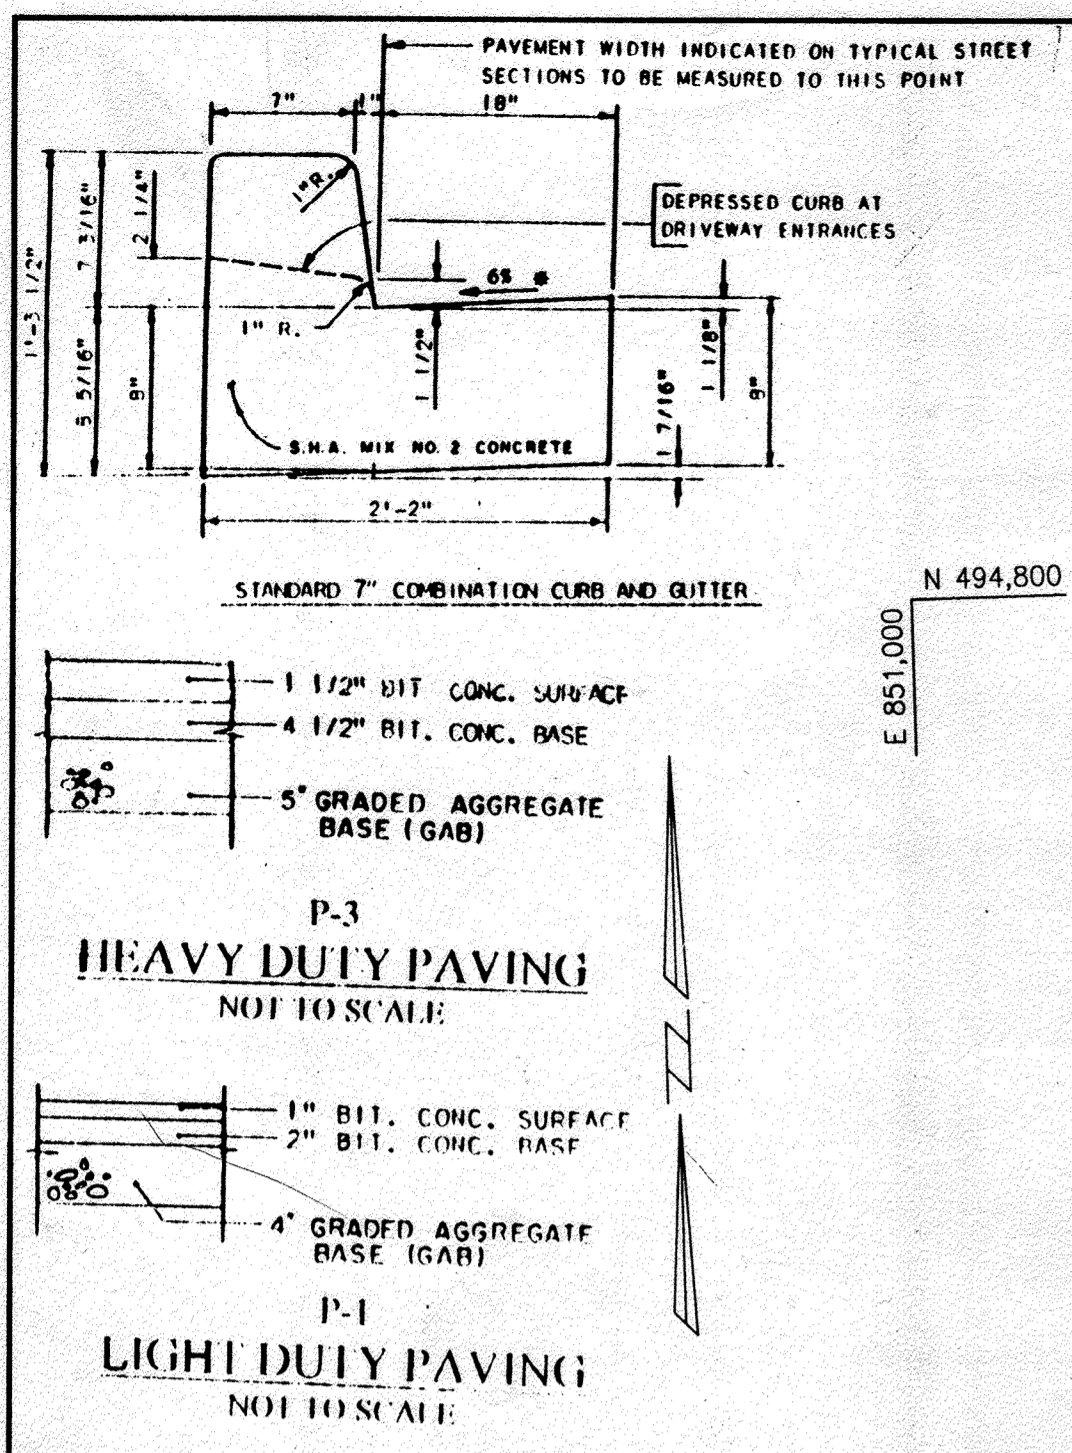 PAVEMENT WIDTH INDICATED ON TYPICAL STREET
SECTIONS TO BE MEASURED TO THIS POINT
7"
1"
18"
1"R.
DEPRESSED CURB AT
DRIVEWAY ENTRANCES
1'-3 1/2"
7 3/16"
2 1/4"
6% *
1" R.
5/16"
8"
1 1/2"
1 1/8"
1 7/16"
8"
S.H.A. MIX NO. 2 CONCRETE
2'-2"
STANDARD 7" COMBINATION CURB AND GUTTER
N 494,800
E 851,000
1 1/2" BIT CONC. SURFACE
4 1/2" BIT. CONC. BASE
5" GRADED AGGREGATE
BASE (GAB)
P-3
HEAVY DUTY PAVING
NOT TO SCALE
1" BIT. CONC. SURFACE
2" BIT. CONC. BASE
4" GRADED AGGREGATE
BASE (GAB)
P-1
LIGHT DUTY PAVING
NOT TO SCALE